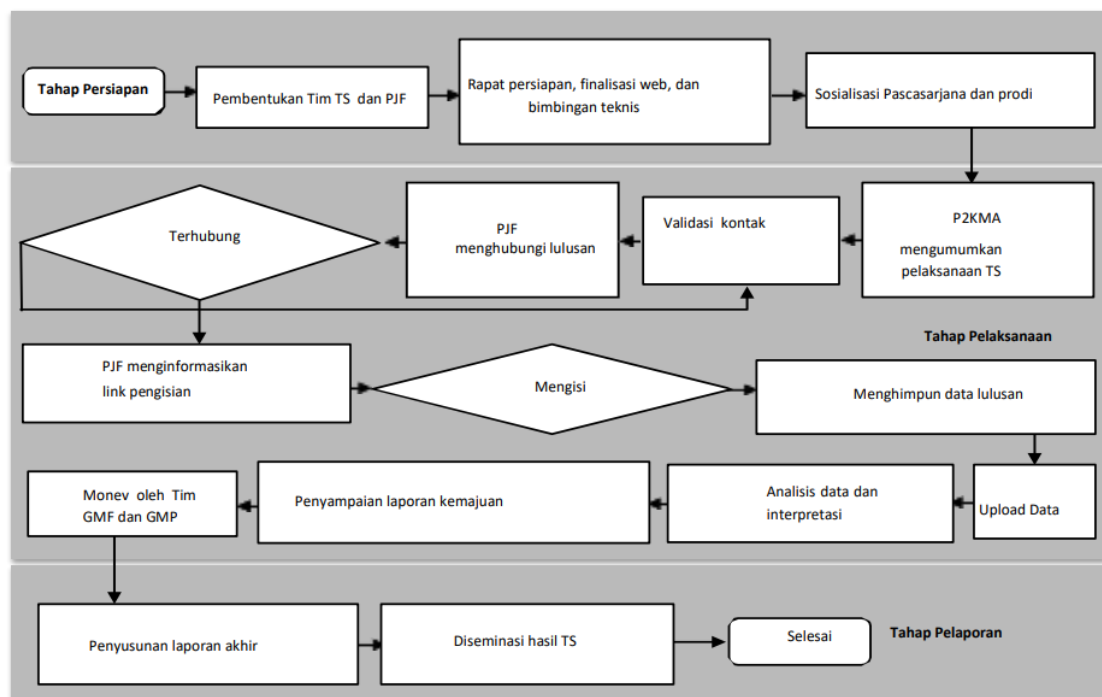 Tahap Persiapan
Pembentukan Tim TS dan PJF
Rapat persiapan, finalisasi web, dan
bimbingan teknis
Sosialisasi Pascasarjana dan prodi
Terhubung
PJF
menghubungi lulusan
Validasi kontak
P2KMA
mengumumkan
pelaksanaan TS
Tahap Pelaksanaan
PJF menginformasikan
link pengisian
Mengisi
Menghimpun data lulusan
Monev oleh Tim
GMF dan GMP
Penyampaian laporan kemajuan
Analisis data dan
interpretasi
Upload Data
Penyusunan laporan akhir
Diseminasi hasil TS
Selesai
Tahap Pelaporan